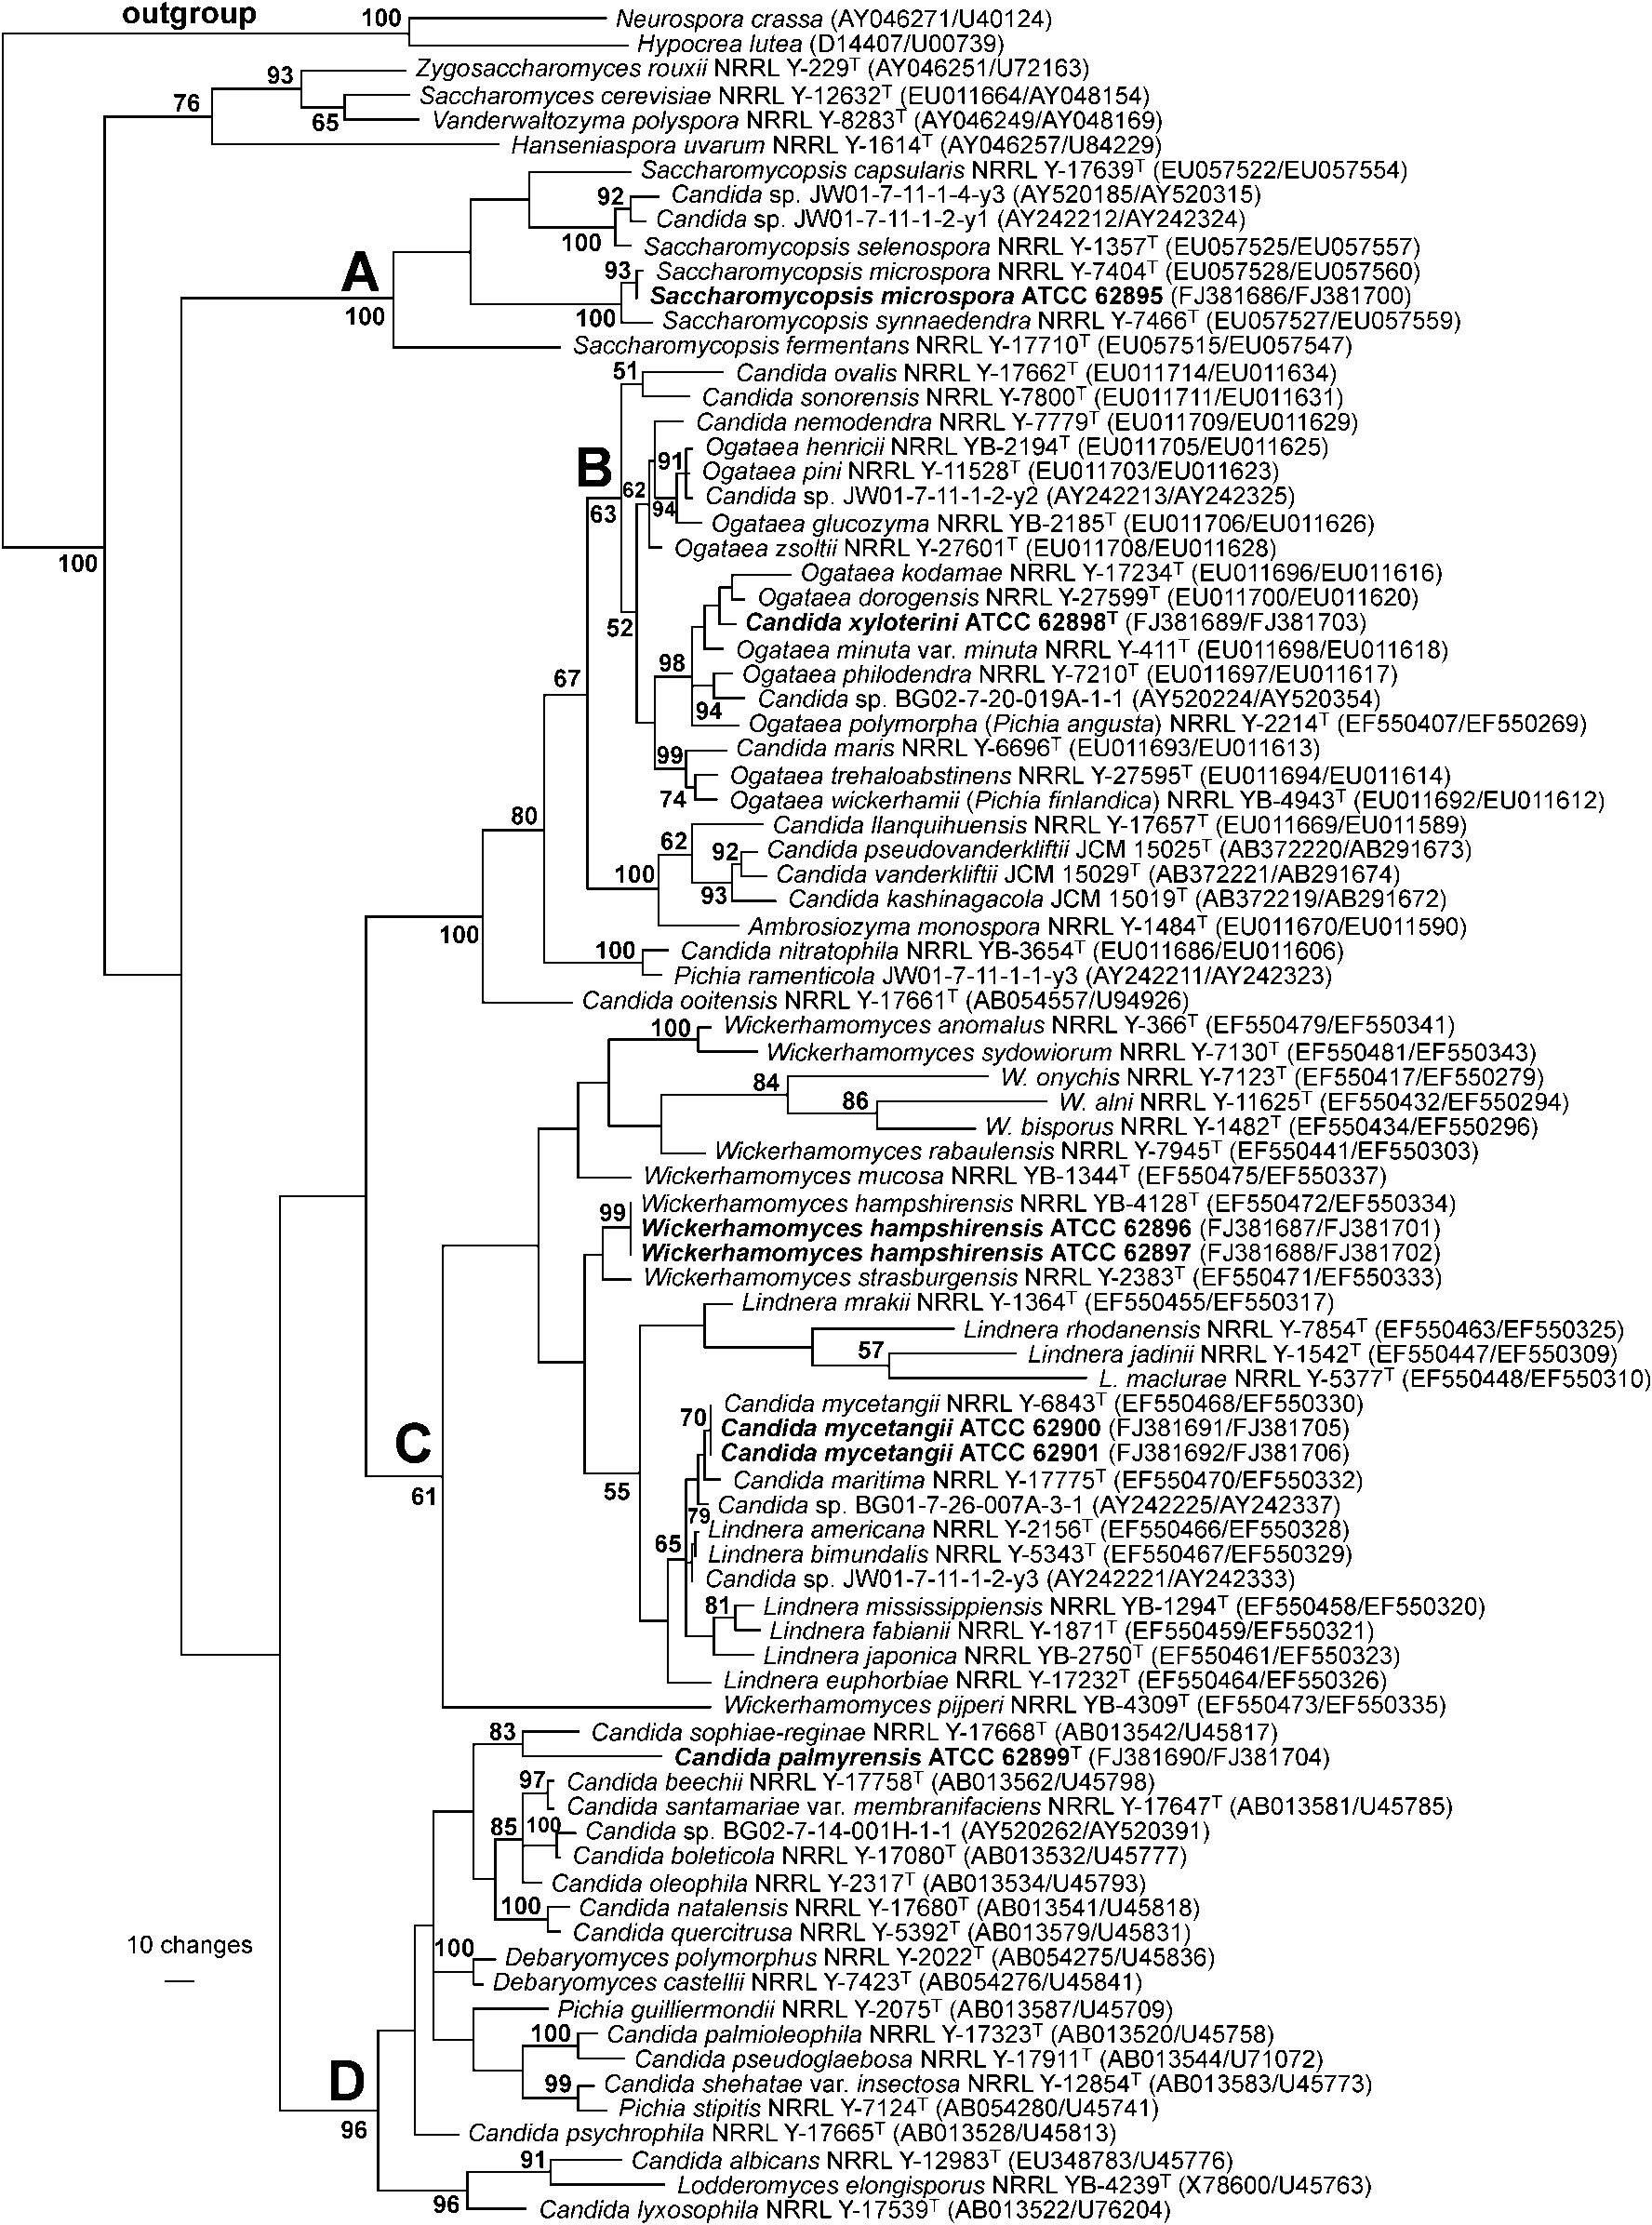 outgroup
100
Neurospora crassa (AY046271/U40124)
Hypocrea lutea (D14407/U00739)
93
Zygosaccharomyces rouxii NRRL Y-229ᵀ (AY046251/U72163)
76
Saccharomyces cerevisiae NRRL Y-12632ᵀ (EU011664/AY048154)
65
Vanderwaltozyma polyspora NRRL Y-8283ᵀ (AY046249/AY048169)
Hanseniaspora uvarum NRRL Y-1614ᵀ (AY046257/U84229)
Saccharomycopsis capsularis NRRL Y-17639ᵀ (EU057522/EU057554)
92
Candida sp. JW01-7-11-1-4-y3 (AY520185/AY520315)
Candida sp. JW01-7-11-1-2-y1 (AY242212/AY242324)
100
Saccharomycopsis selenospora NRRL Y-1357ᵀ (EU057525/EU057557)
A
93
Saccharomycopsis microspora NRRL Y-7404ᵀ (EU057528/EU057560)
Saccharomycopsis microspora ATCC 62895 (FJ381686/FJ381700)
100
100
Saccharomycopsis synnaedendra NRRL Y-7466ᵀ (EU057527/EU057559)
Saccharomycopsis fermentans NRRL Y-17710ᵀ (EU057515/EU057547)
51
Candida ovalis NRRL Y-17662ᵀ (EU011714/EU011634)
Candida sonorensis NRRL Y-7800ᵀ (EU011711/EU011631)
Candida nemodendra NRRL Y-7779ᵀ (EU011709/EU011629)
B
91
Ogataea henricii NRRL YB-2194ᵀ (EU011705/EU011625)
Ogataea pini NRRL Y-11528ᵀ (EU011703/EU011623)
62
Candida sp. JW01-7-11-1-2-y2 (AY242213/AY242325)
63
94
Ogataea glucozyma NRRL YB-2185ᵀ (EU011706/EU011626)
Ogataea zsoltii NRRL Y-27601ᵀ (EU011708/EU011628)
100
Ogataea kodamae NRRL Y-17234ᵀ (EU011696/EU011616)
Ogataea dorogensis NRRL Y-27599ᵀ (EU011700/EU011620)
52
Candida xyloterini ATCC 62898ᵀ (FJ381689/FJ381703)
Ogataea minuta var. minuta NRRL Y-411ᵀ (EU011698/EU011618)
67
98
Ogataea philodendra NRRL Y-7210ᵀ (EU011697/EU011617)
Candida sp. BG02-7-20-019A-1-1 (AY520224/AY520354)
94
Ogataea polymorpha (Pichia angusta) NRRL Y-2214ᵀ (EF550407/EF550269)
99
Candida maris NRRL Y-6696ᵀ (EU011693/EU011613)
Ogataea trehaloabstinens NRRL Y-27595ᵀ (EU011694/EU011614)
74
Ogataea wickerhamii (Pichia finlandica) NRRL YB-4943ᵀ (EU011692/EU011612)
80
62
Candida llanquihuensis NRRL Y-17657ᵀ (EU011669/EU011589)
92
Candida pseudovanderkliftii JCM 15025ᵀ (AB372220/AB291673)
100
Candida vanderkliftii JCM 15029ᵀ (AB372221/AB291674)
93
Candida kashinagacola JCM 15019ᵀ (AB372219/AB291672)
100
Ambrosiozyma monospora NRRL Y-1484ᵀ (EU011670/EU011590)
100
Candida nitratophila NRRL YB-3654ᵀ (EU011686/EU011606)
Pichia ramenticola JW01-7-11-1-1-y3 (AY242211/AY242323)
Candida ooitensis NRRL Y-17661ᵀ (AB054557/U94926)
100
Wickerhamomyces anomalus NRRL Y-366ᵀ (EF550479/EF550341)
Wickerhamomyces sydowiorum NRRL Y-7130ᵀ (EF550481/EF550343)
84
W. onychis NRRL Y-7123ᵀ (EF550417/EF550279)
86
W. alni NRRL Y-11625ᵀ (EF550432/EF550294)
W. bisporus NRRL Y-1482ᵀ (EF550434/EF550296)
Wickerhamomyces rabaulensis NRRL Y-7945ᵀ (EF550441/EF550303)
Wickerhamomyces mucosa NRRL YB-1344ᵀ (EF550475/EF550337)
Wickerhamomyces hampshirensis NRRL YB-4128ᵀ (EF550472/EF550334)
99
Wickerhamomyces hampshirensis ATCC 62896 (FJ381687/FJ381701)
Wickerhamomyces hampshirensis ATCC 62897 (FJ381688/FJ381702)
Wickerhamomyces strasburgensis NRRL Y-2383ᵀ (EF550471/EF550333)
Lindnera mrakii NRRL Y-1364ᵀ (EF550455/EF550317)
Lindnera rhodanensis NRRL Y-7854ᵀ (EF550463/EF550325)
57
Lindnera jadinii NRRL Y-1542ᵀ (EF550447/EF550309)
L. maclurae NRRL Y-5377ᵀ (EF550448/EF550310)
Candida mycetangii NRRL Y-6843ᵀ (EF550468/EF550330)
70
Candida mycetangii ATCC 62900 (FJ381691/FJ381705)
C
Candida mycetangii ATCC 62901 (FJ381692/FJ381706)
Candida maritima NRRL Y-17775ᵀ (EF550470/EF550332)
61
55
Candida sp. BG01-7-26-007A-3-1 (AY242225/AY242337)
79
Lindnera americana NRRL Y-2156ᵀ (EF550466/EF550328)
65
Lindnera bimundalis NRRL Y-5343ᵀ (EF550467/EF550329)
Candida sp. JW01-7-11-1-2-y3 (AY242221/AY242333)
81
Lindnera mississippiensis NRRL YB-1294ᵀ (EF550458/EF550320)
Lindnera fabianii NRRL Y-1871ᵀ (EF550459/EF550321)
Lindnera japonica NRRL YB-2750ᵀ (EF550461/EF550323)
Lindnera euphorbiae NRRL Y-17232ᵀ (EF550464/EF550326)
Wickerhamomyces pijperi NRRL YB-4309ᵀ (EF550473/EF550335)
83
Candida sophiae-reginae NRRL Y-17668ᵀ (AB013542/U45817)
Candida palmyrensis ATCC 62899ᵀ (FJ381690/FJ381704)
97
Candida beechii NRRL Y-17758ᵀ (AB013562/U45798)
Candida santamariae var. membranifaciens NRRL Y-17647ᵀ (AB013581/U45785)
85
100
Candida sp. BG02-7-14-001H-1-1 (AY520262/AY520391)
Candida boleticola NRRL Y-17080ᵀ (AB013532/U45777)
Candida oleophila NRRL Y-2317ᵀ (AB013534/U45793)
100
Candida natalensis NRRL Y-17680ᵀ (AB013541/U45818)
Candida quercitrusa NRRL Y-5392ᵀ (AB013579/U45831)
10 changes
100
Debaryomyces polymorphus NRRL Y-2022ᵀ (AB054275/U45836)
Debaryomyces castellii NRRL Y-7423ᵀ (AB054276/U45841)
Pichia guilliermondii NRRL Y-2075ᵀ (AB013587/U45709)
100
Candida palmioleophila NRRL Y-17323ᵀ (AB013520/U45758)
Candida pseudoglaebosa NRRL Y-17911ᵀ (AB013544/U71072)
D
99
Candida shehatae var. insectosa NRRL Y-12854ᵀ (AB013583/U45773)
Pichia stipitis NRRL Y-7124ᵀ (AB054280/U45741)
96
Candida psychrophila NRRL Y-17665ᵀ (AB013528/U45813)
91
Candida albicans NRRL Y-12983ᵀ (EU348783/U45776)
Lodderomyces elongisporus NRRL YB-4239ᵀ (X78600/U45763)
96
Candida lyxosophila NRRL Y-17539ᵀ (AB013522/U76204)